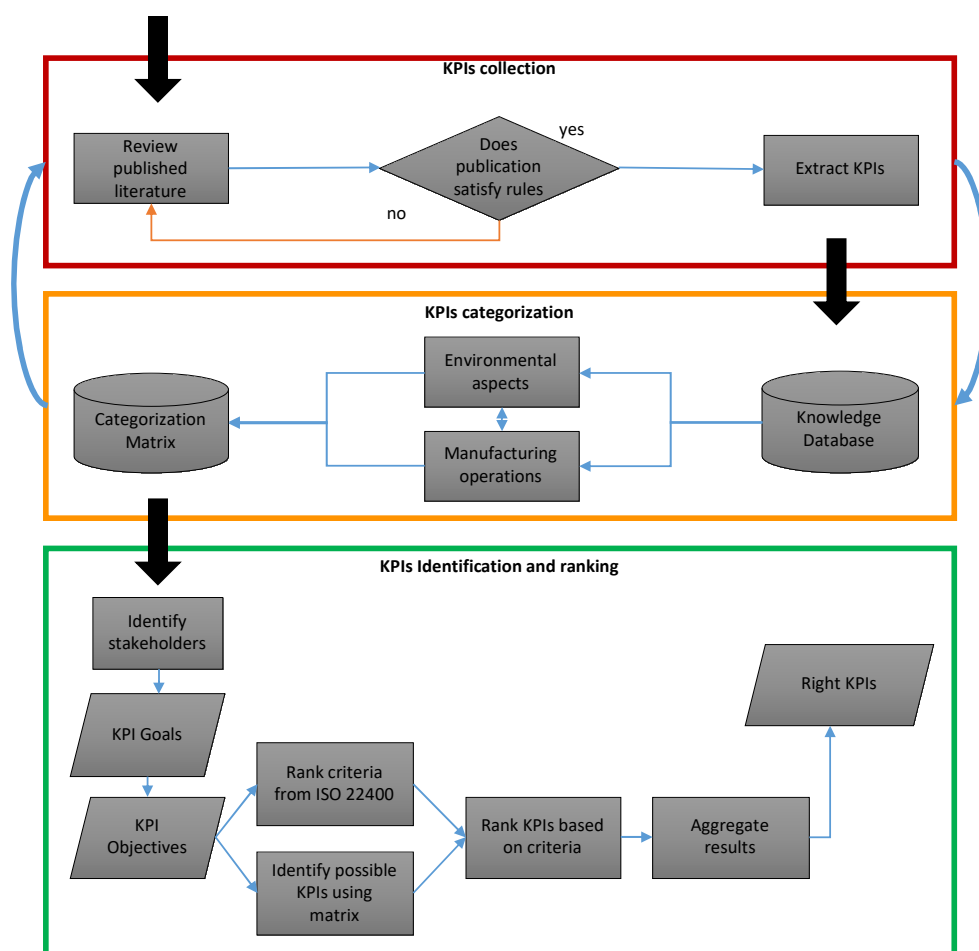 KPIs collection
Review
published
literature
Does
publication
satisfy rules
yes
no
Extract KPIs
KPIs categorization
Categorization
Matrix
Environmental
aspects
Manufacturing
operations
Knowledge
Database
KPIs Identification and ranking
Identify
stakeholders
KPI Goals
KPI
Objectives
Rank criteria
from ISO 22400
Identify possible
KPIs using
matrix
Rank KPIs based
on criteria
Aggregate
results
Right KPIs